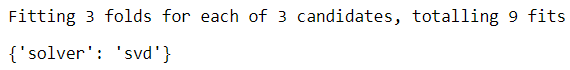 Fitting 3 folds for each of 3 candidates, totalling 9 fits
{'solver': 'svd'}